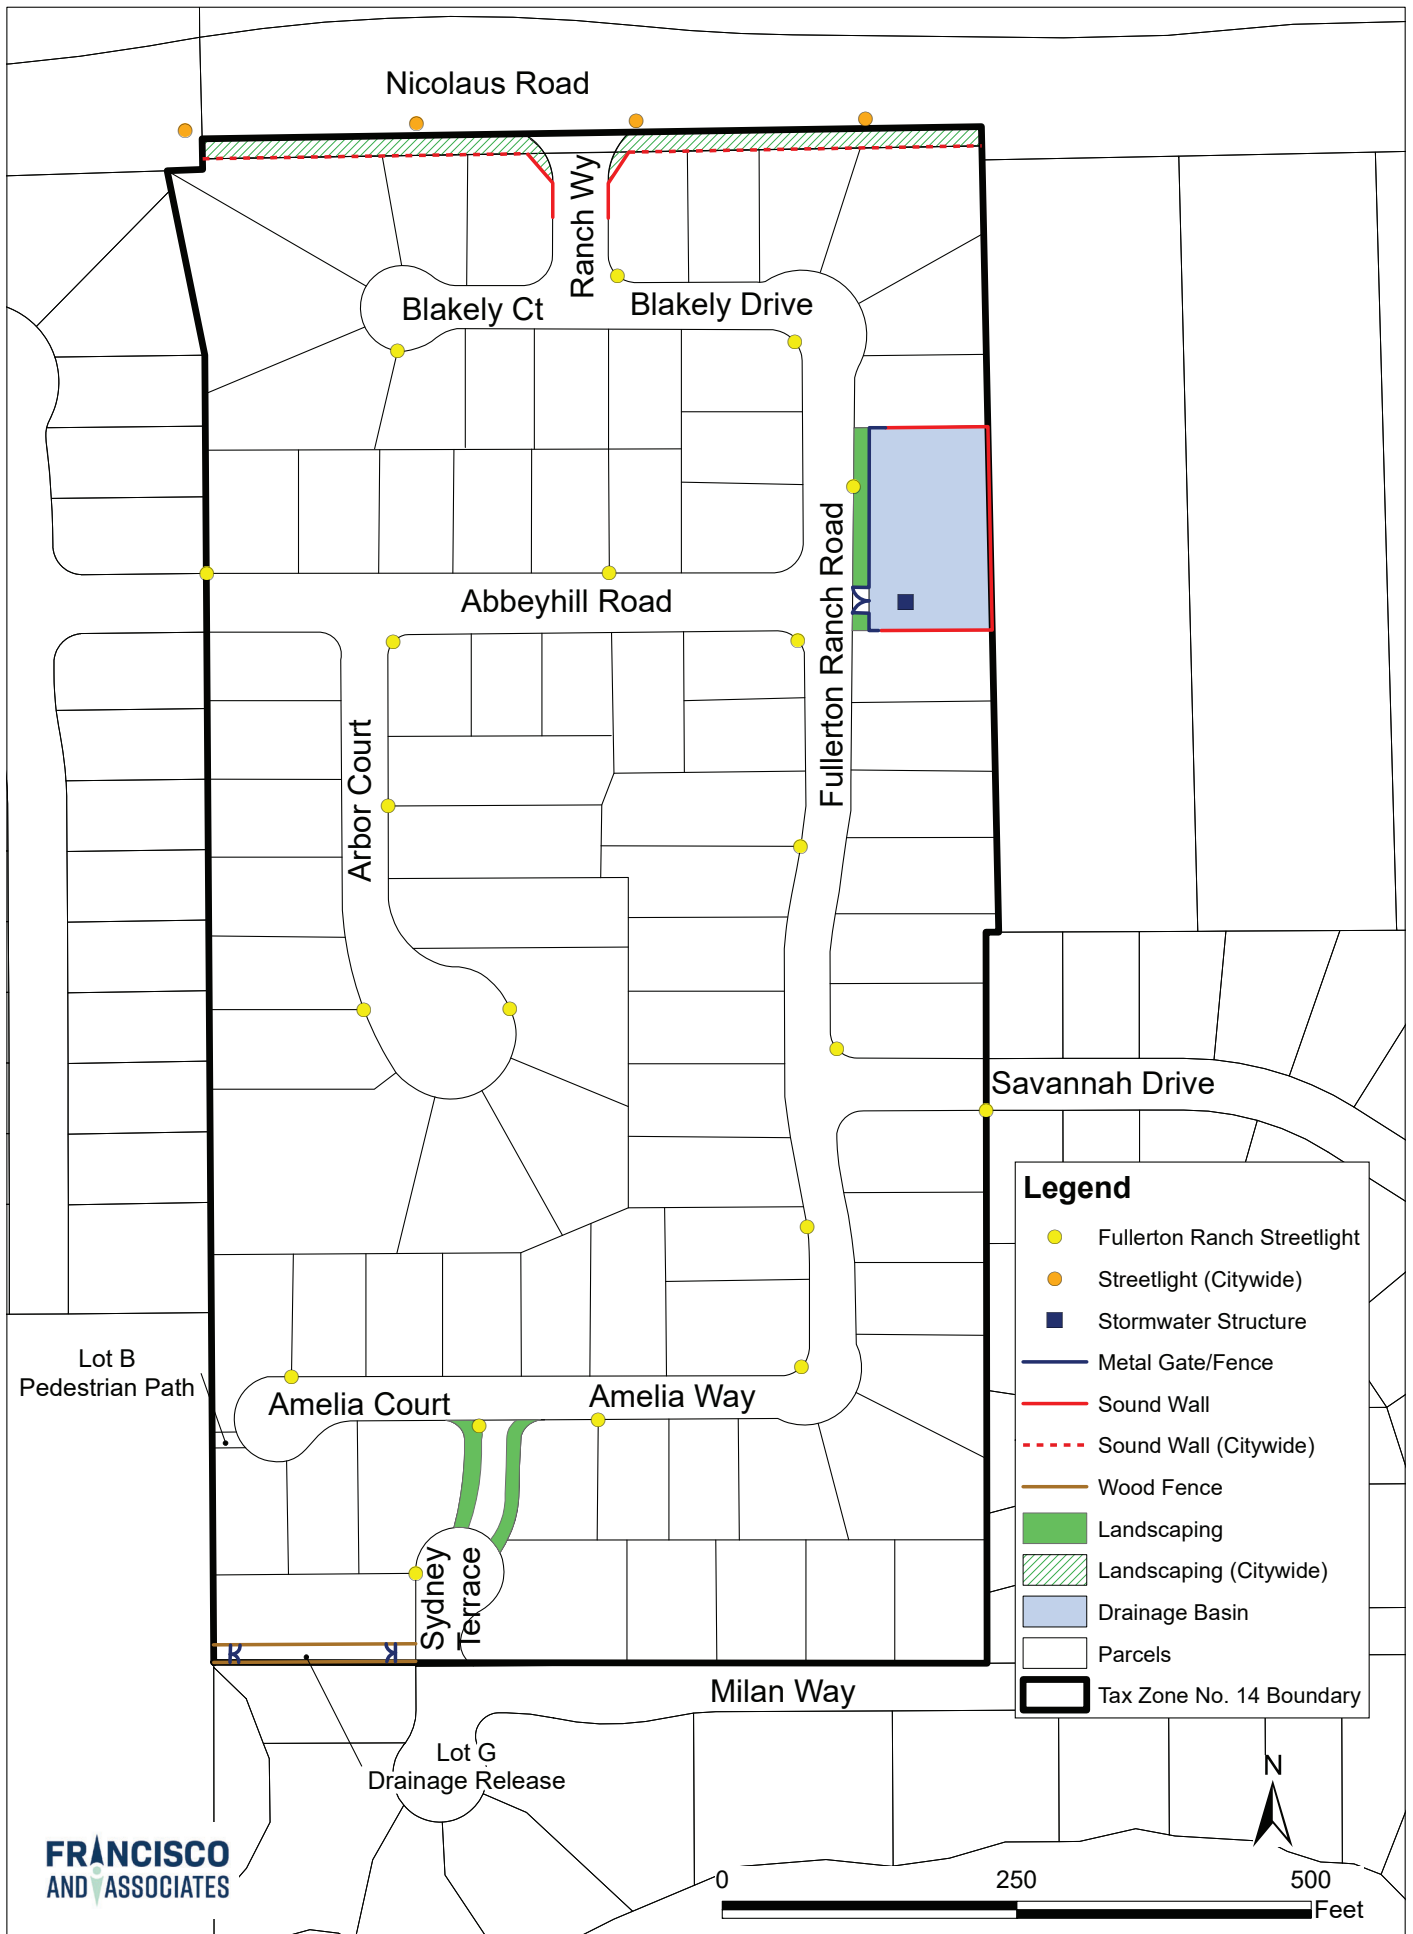 Nicolaus Road
Ranch Wy
Blakely Ct
Blakely Drive
Abbeyhill Road
Fullerton Ranch Road
Arbor Court
Savannah Drive
Legend
Fullerton Ranch Streetlight
Streetlight (Citywide)
Stormwater Structure
Metal Gate/Fence
Sound Wall
Sound Wall (Citywide)
Wood Fence
Landscaping
Landscaping (Citywide)
Drainage Basin
Parcels
Tax Zone No. 14 Boundary
Lot B
Pedestrian Path
Amelia Court
Amelia Way
Sydney
Terrace
Milan Way
Lot G
Drainage Release
N
FRANCISCO
AND ASSOCIATES
0 250 500
Feet